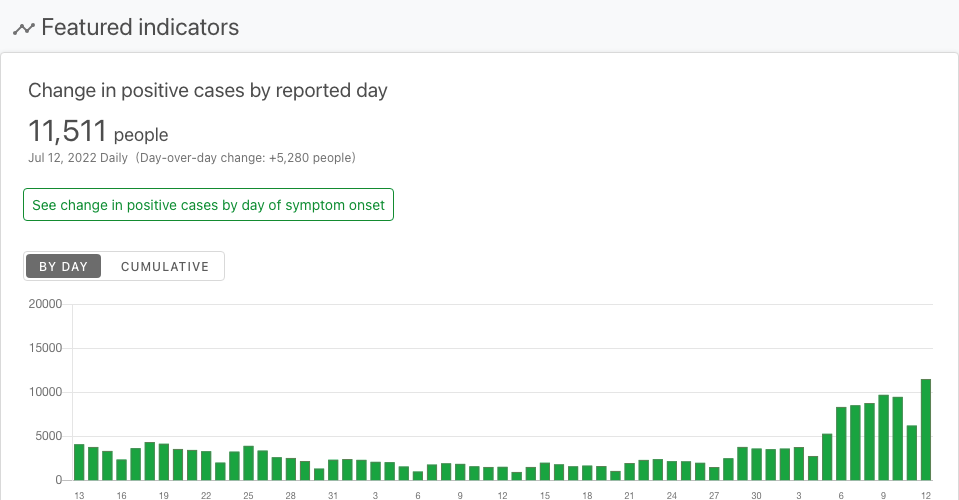 Featured indicators
Change in positive cases by reported day
11,511 people
Jul 12, 2022 Daily (Day-over-day change: +5,280 people)
See change in positive cases by day of symptom onset
BY DAY CUMULATIVE
20000
15000
10000
5000
0
13 16 19 22 25 28 31 3 6 9 12 15 18 21 24 27 30 3 6 9 12